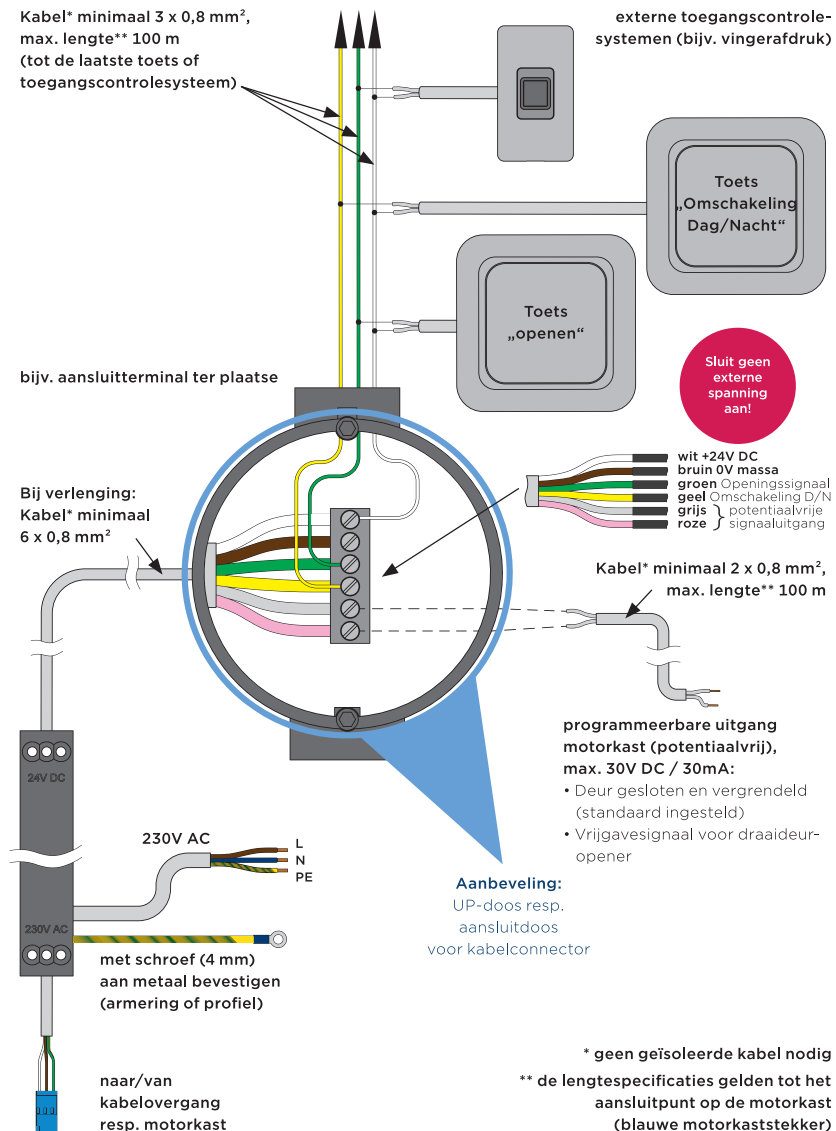 Kabel* minimaal 3 x 0,8 mm²,
max. lengte** 100 m
(tot de laatste toets of
toegangscontrolesysteem)
externe toegangscontrole-
systemen (bijv. vingerafdruk)
Toets
„Omschakeling
Dag/Nacht“
Toets
„openen“
Sluit geen
externe
spanning
aan!
bijv. aansluitterminal ter plaatse
wit +24V DC
bruin 0V massa
groen Openingssignaal
geel Omschakeling D/N
grijs } potentiaalvrije
roze } signaaluitgang
Bij verlenging:
Kabel* minimaal
6 x 0,8 mm²
Kabel* minimaal 2 x 0,8 mm²,
max. lengte** 100 m
programmeerbare uitgang
motorkast (potentiaalvrij),
max. 30V DC / 30mA:
• Deur gesloten en vergrendeld
(standaard ingesteld)
• Vrijgavesignaal voor draaideur-
opener
24V DC
230V AC
L
N
PE
230V AC
Aanbeveling:
UP-doos resp.
aansluitdoos
voor kabelconnector
met schroef (4 mm)
aan metaal bevestigen
(armering of profiel)
naar/van
kabelovergang
resp. motorkast
* geen geïsoleerde kabel nodig
** de lengtespecificaties gelden tot het
aansluitpunt op de motorkast
(blauwe motorkaststekker)